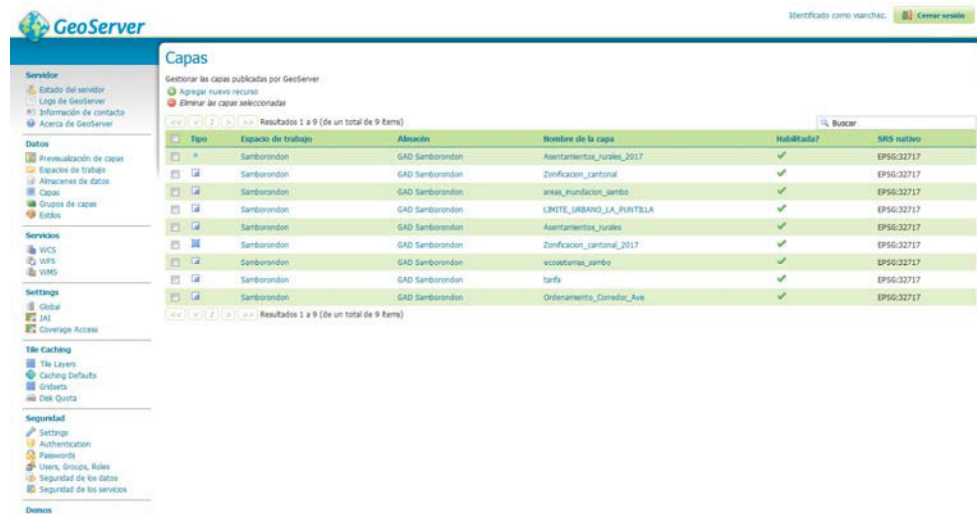 GeoServer
Identificado como vsanchez.
Cerrar sesión
Servidor
Estado del servidor
Logs de GeoServer
Información de contacto
Acerca de GeoServer
Datos
Previsualización de capas
Espacios de trabajo
Almacenes de datos
Capas
Grupos de capas
Estilos
Servicios
WCS
WFS
WMS
Settings
Global
JAI
Coverage Access
Tile Caching
Tile Layers
Caching Defaults
Gridsets
Disk Quota
Seguridad
Settings
Authentication
Passwords
Users, Groups, Roles
Seguridad de los datos
Seguridad de los servicios
Demos
Capas
Gestionar las capas publicadas por GeoServer
Agregar nuevo recurso
Eliminar las capas seleccionadas
<< < 1 > >> Resultados 1 a 9 (de un total de 9 ítems)
Buscar
Tipo Espacio de trabajo Almacén Nombre de la capa Habilitada? SRS nativo
Samborondon GAD Samborondon Asentamientos_rurales_2017 EPSG:32717
Samborondon GAD Samborondon Zonificacion_cantonal EPSG:32717
Samborondon GAD Samborondon areas_inundacion_sambo EPSG:32717
Samborondon GAD Samborondon LIMITE_URBANO_LA_PUNTILLA EPSG:32717
Samborondon GAD Samborondon Asentamientos_rurales EPSG:32717
Samborondon GAD Samborondon Zonificacion_cantonal_2017 EPSG:32717
Samborondon GAD Samborondon ecosistemas_sambo EPSG:32717
Samborondon GAD Samborondon tarifa EPSG:32717
Samborondon GAD Samborondon Ordenamiento_Corredor_Ave EPSG:32717
<< < 1 > >> Resultados 1 a 9 (de un total de 9 ítems)